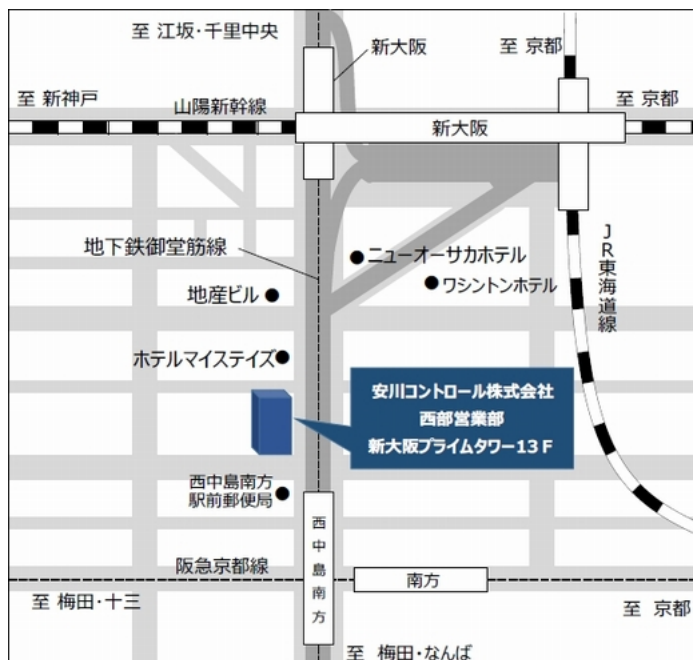 至 江坂・千里中央
新大阪
至 京都
至 新神戸
山陽新幹線
新大阪
至 京都
地下鉄御堂筋線
ニューオーサカホテル
JR東海道線
地産ビル
ワシントンホテル
ホテルマイステイズ
安川コントロール株式会社
西部営業部
新大阪プライムタワー13F
西中島南方
駅前郵便局
西中島南方
阪急京都線
南方
至 梅田・十三
至 京都
至 梅田・なんば